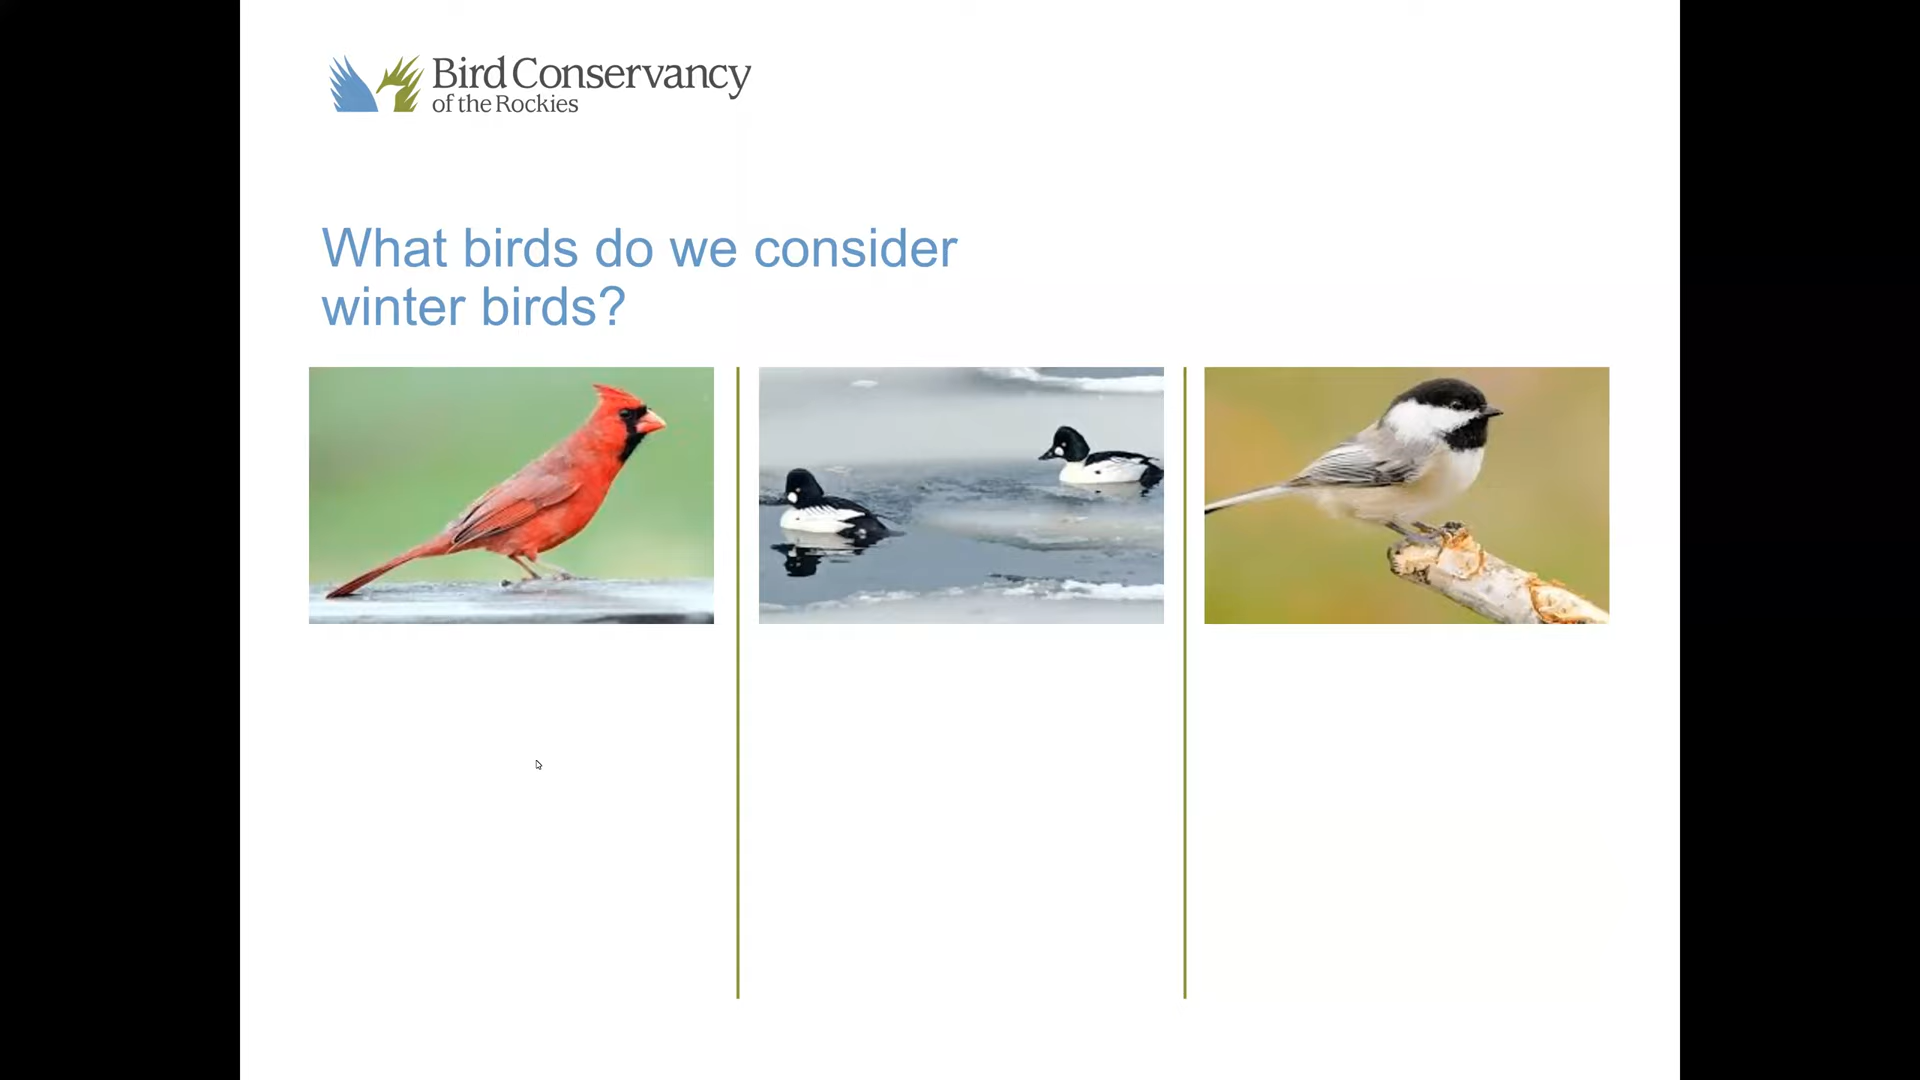 Bird Conservancy
of the Rockies
What birds do we consider
winter birds?